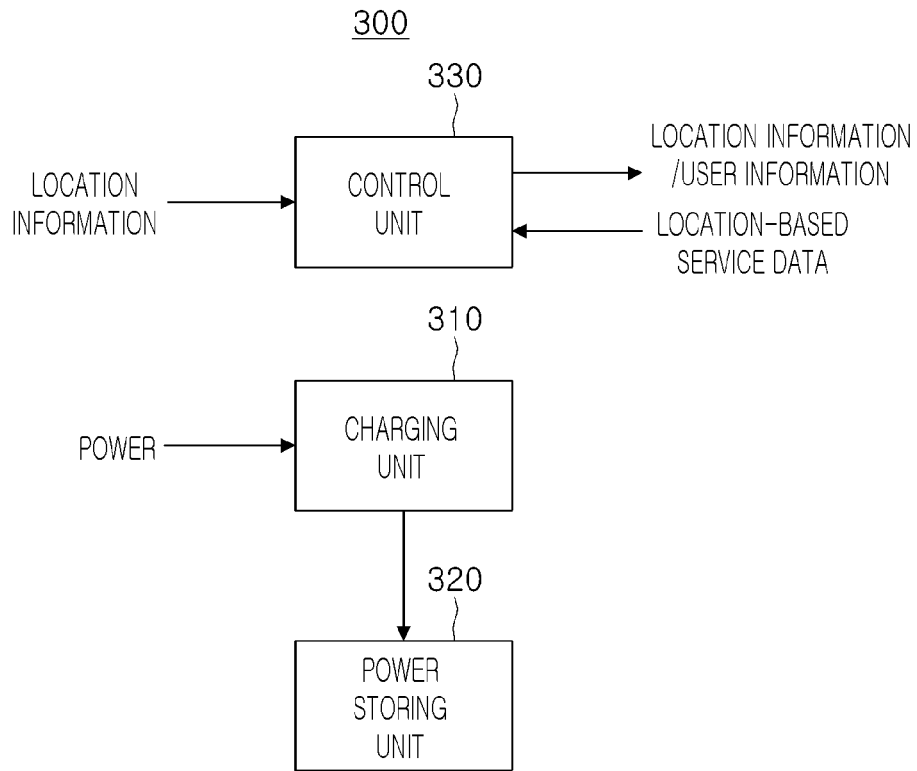 300
330
LOCATION
INFORMATION
CONTROL
UNIT
LOCATION INFORMATION
/USER INFORMATION
LOCATION-BASED
SERVICE DATA
310
POWER
CHARGING
UNIT
320
POWER
STORING
UNIT